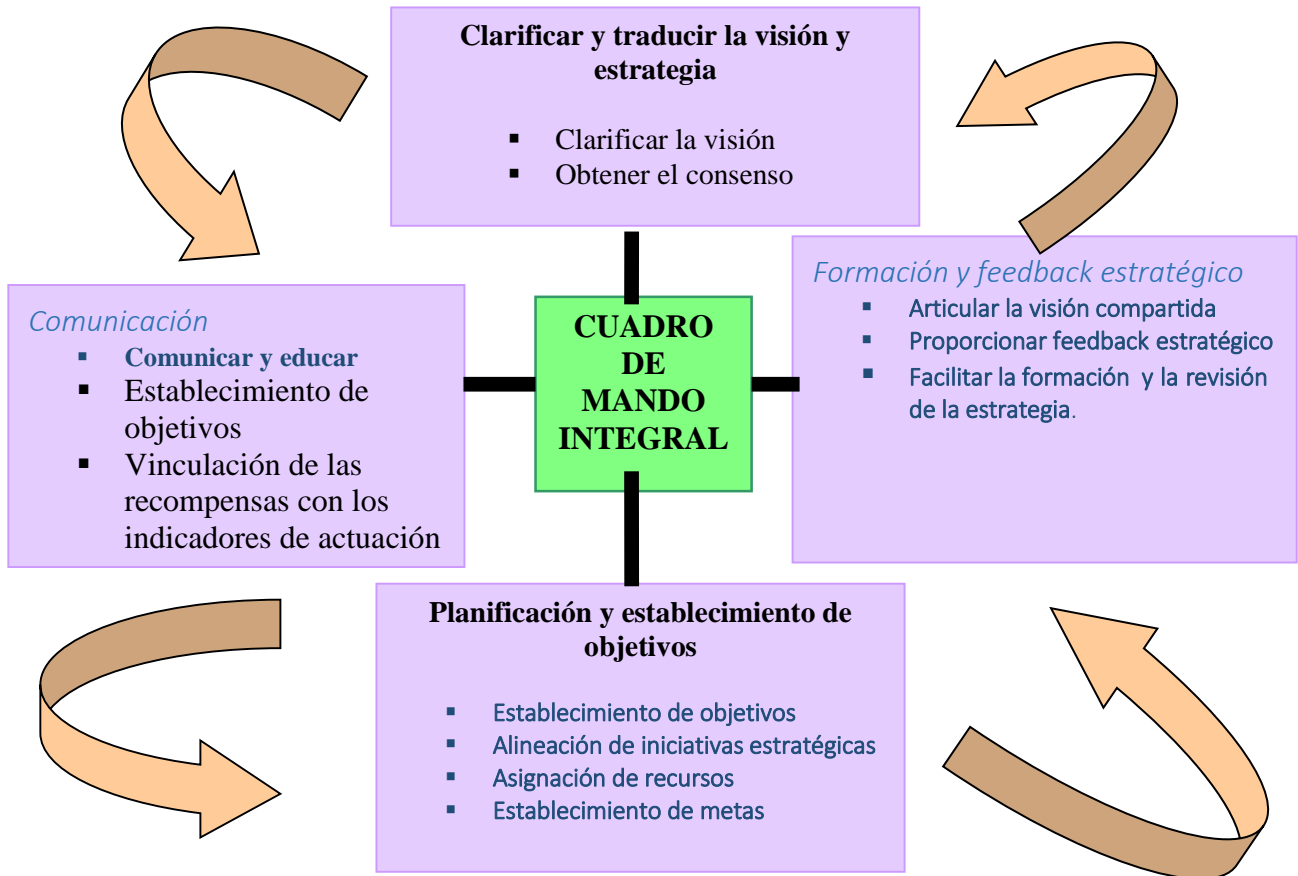 Clarificar y traducir la visión y
estrategia
▪ Clarificar la visión
▪ Obtener el consenso
Comunicación
▪ Comunicar y educar
▪ Establecimiento de
objetivos
▪ Vinculación de las
recompensas con los
indicadores de actuación
CUADRO
DE
MANDO
INTEGRAL
Formación y feedback estratégico
▪ Articular la visión compartida
▪ Proporcionar feedback estratégico
▪ Facilitar la formación y la revisión
de la estrategia.
Planificación y establecimiento de
objetivos
▪ Establecimiento de objetivos
▪ Alineación de iniciativas estratégicas
▪ Asignación de recursos
▪ Establecimiento de metas